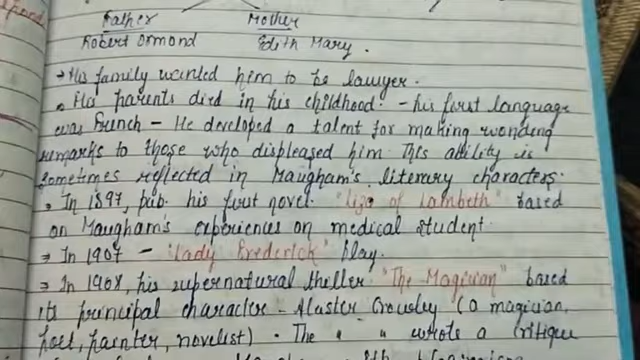 Father Mother
Robert Ormond Edith Mary.
→ His family wanted him to be lawyer.
• His parents died in his childhood. - his first language
was French - He developed a talent for making wonding
remarks to those who displeased him. This ability is
sometimes reflected in Maugham's literary characters.
• In 1897, pub. his first novel "Liza of Lambeth" based
on Maugham's experiences on medical student.
→ In 1907 - "Lady Frederick" play.
→ In 1908, his supernatural thriller "The Magician" based
its principal character - Alaster Crowley (a magician,
poet, painter, novelist). The " " wrote a critique